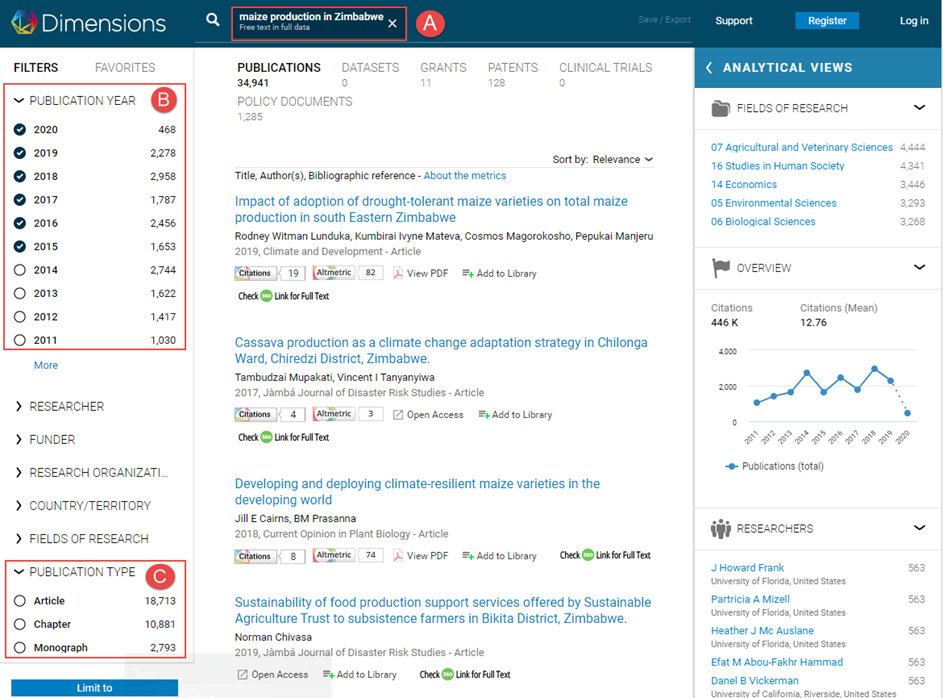 Dimensions
maize production in Zimbabwe
Free text in full data
A
Save / Export
Support
Register
Log in
FILTERS
FAVORITES
B
PUBLICATION YEAR
2020 468
2019 2,278
2018 2,958
2017 1,787
2016 2,456
2015 1,653
2014 2,744
2013 1,622
2012 1,417
2011 1,030
More
RESEARCHER
FUNDER
RESEARCH ORGANIZATI...
COUNTRY/TERRITORY
FIELDS OF RESEARCH
C
PUBLICATION TYPE
Article 18,713
Chapter 10,881
Monograph 2,793
Limit to
PUBLICATIONS DATASETS GRANTS PATENTS CLINICAL TRIALS
34,941 0 11 128 0
POLICY DOCUMENTS
1,285
Sort by: Relevance
Title, Author(s), Bibliographic reference - About the metrics
Impact of adoption of drought-tolerant maize varieties on total maize
production in south Eastern Zimbabwe
Rodney Witman Lunduka, Kumbirai Ivyne Mateva, Cosmos Magorokosho, Pepukai Manjeru
2019, Climate and Development - Article
Citations 19 Altmetric 82 View PDF Add to Library
Check 360 Link for Full Text
Cassava production as a climate change adaptation strategy in Chilonga
Ward, Chiredzi District, Zimbabwe.
Tambudzai Mupakati, Vincent I Tanyanyiwa
2017, Jàmbá Journal of Disaster Risk Studies - Article
Citations 4 Altmetric 3 Open Access Add to Library
Check 360 Link for Full Text
Developing and deploying climate-resilient maize varieties in the
developing world
Jill E Cairns, BM Prasanna
2018, Current Opinion in Plant Biology - Article
Citations 8 Altmetric 74 View PDF Add to Library Check 360 Link for Full Text
Sustainability of food production support services offered by Sustainable
Agriculture Trust to subsistence farmers in Bikita District, Zimbabwe.
Norman Chivasa
2019, Jàmbá Journal of Disaster Risk Studies - Article
Open Access Add to Library Check 360 Link for Full Text
ANALYTICAL VIEWS
FIELDS OF RESEARCH
07 Agricultural and Veterinary Sciences 4,444
16 Studies in Human Society 4,341
14 Economics 3,446
05 Environmental Sciences 3,293
06 Biological Sciences 3,268
OVERVIEW
Citations Citations (Mean)
446 K 12.76
4,000
2,000
0
2011 2012 2013 2014 2015 2016 2017 2018 2019 2020
Publications (total)
RESEARCHERS
J Howard Frank 563
University of Florida, United States
Partricia A Mizell 563
University of Florida, United States
Heather J Mc Auslane 563
University of Florida, United States
Efat M Abou-Fakhr Hammad 563
Danel B Vickerman 563
University of California, Riverside, United States